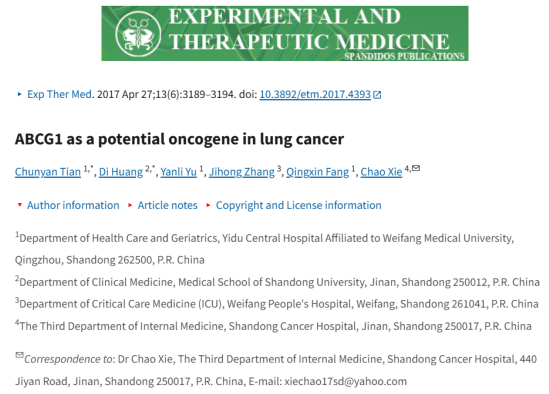 EXPERIMENTAL AND
THERAPEUTIC MEDICINE
SPANDIDOS PUBLICATIONS
Exp Ther Med. 2017 Apr 27;13(6):3189–3194. doi: 10.3892/etm.2017.4393
ABCG1 as a potential oncogene in lung cancer
Chunyan Tian 1,*, Di Huang 2,*, Yanli Yu 1, Jihong Zhang 3, Qingxin Fang 1, Chao Xie 4,✉
Author information Article notes Copyright and License information
1Department of Health Care and Geriatrics, Yidu Central Hospital Affiliated to Weifang Medical University,
Qingzhou, Shandong 262500, P.R. China
2Department of Clinical Medicine, Medical School of Shandong University, Jinan, Shandong 250012, P.R. China
3Department of Critical Care Medicine (ICU), Weifang People's Hospital, Weifang, Shandong 261041, P.R. China
4The Third Department of Internal Medicine, Shandong Cancer Hospital, Jinan, Shandong 250017, P.R. China
✉Correspondence to: Dr Chao Xie, The Third Department of Internal Medicine, Shandong Cancer Hospital, 440
Jiyan Road, Jinan, Shandong 250017, P.R. China, E-mail: xiechao17sd@yahoo.com